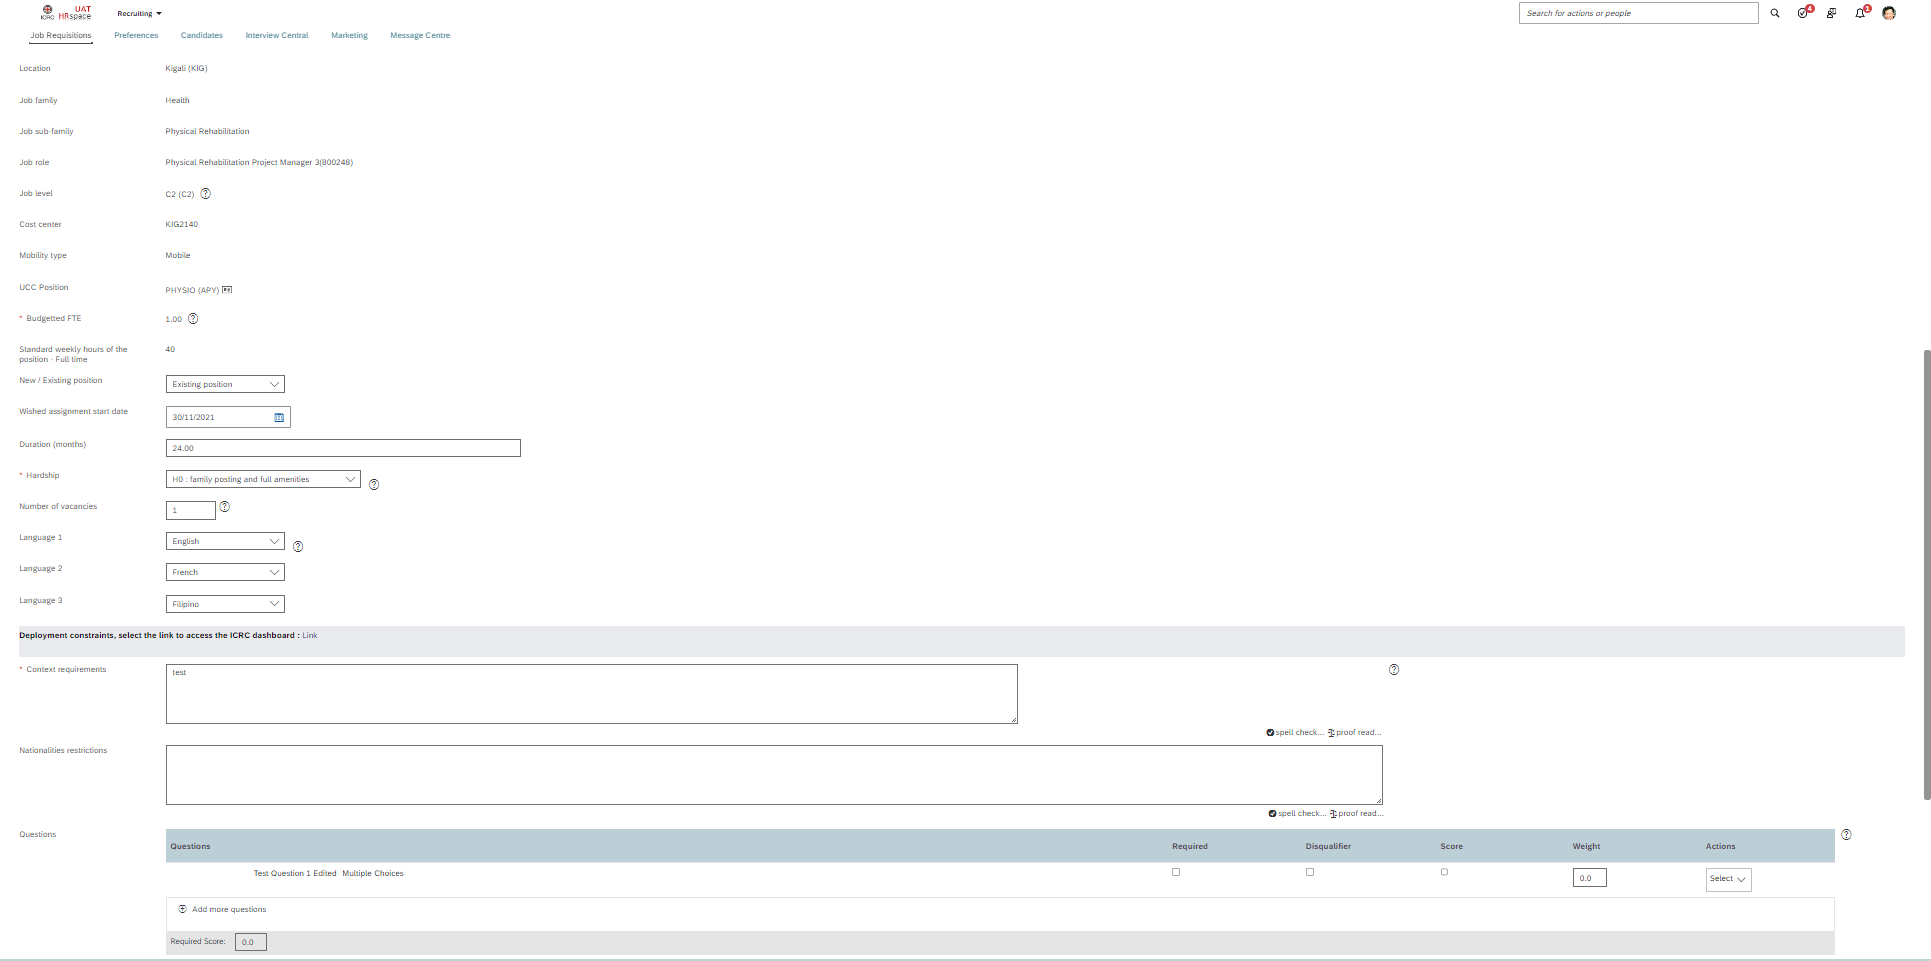 ICRC UAT HRspace
Recruiting
Search for actions or people
4
1
Job Requisitions Preferences Candidates Interview Central Marketing Message Centre
Location Kigali (KIG)
Job family Health
Job sub-family Physical Rehabilitation
Job role Physical Rehabilitation Project Manager 3(800248)
Job level C2 (C2) ?
Cost center KIG2140
Mobility type Mobile
UCC Position PHYSIO (APY)
* Budgetted FTE 1.00 ?
Standard weekly hours of the 40
position - Full time
New / Existing position Existing position
Wished assignment start date 30/11/2021
Duration (months) 24.00
* Hardship H0 : family posting and full amenities ?
Number of vacancies 1 ?
Language 1 English ?
Language 2 French
Language 3 Filipino
Deployment constraints, select the link to access the ICRC dashboard : Link
* Context requirements test ?
spell check... proof read...
Nationalities restrictions
spell check... proof read...
Questions ?
Questions Required Disqualifier Score Weight Actions
Test Question 1 Edited Multiple Choices 0.0 Select
Add more questions
Required Score: 0.0